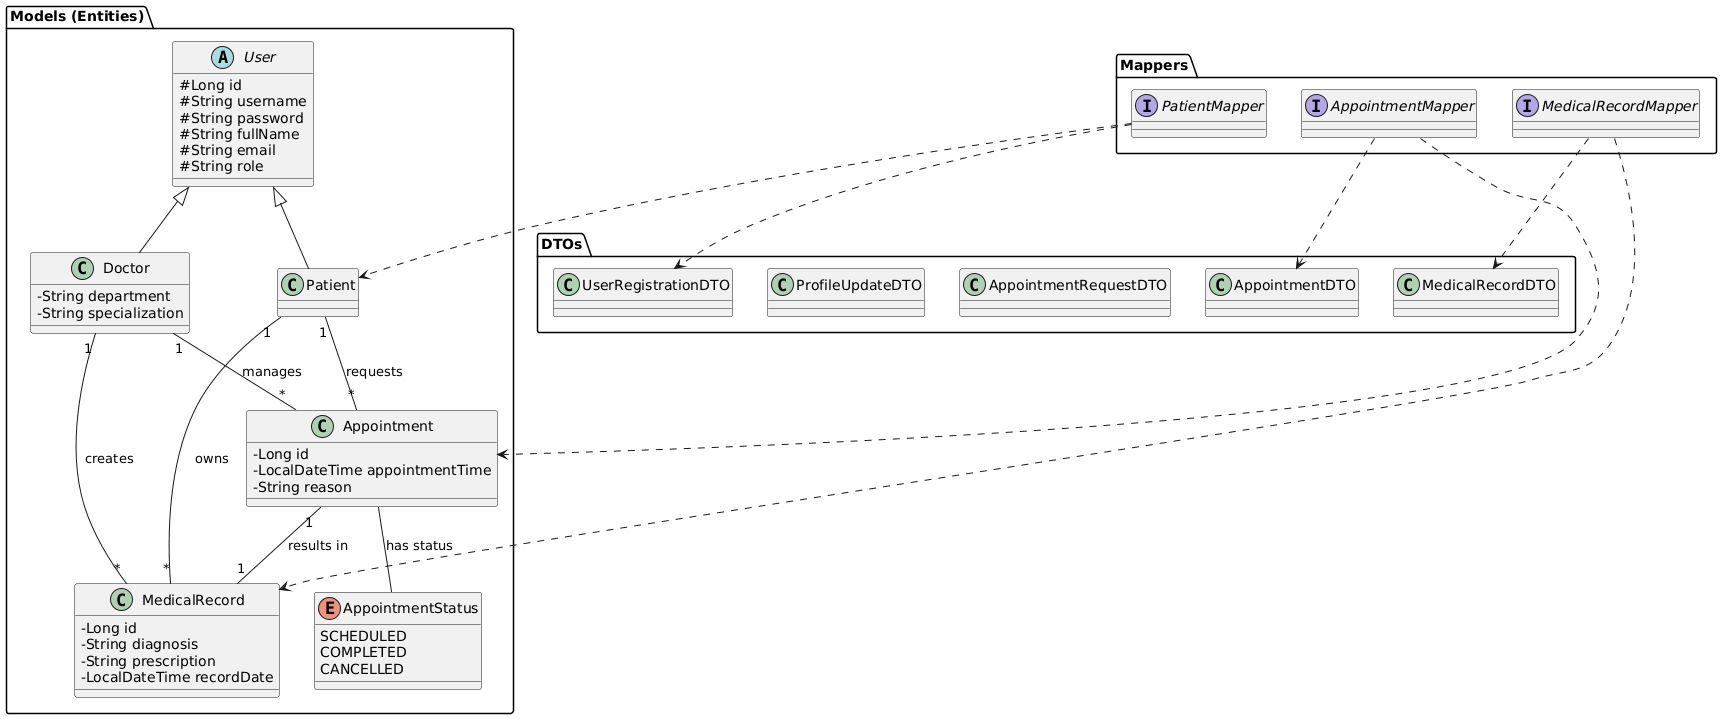 Models (Entities)
A User
#Long id
#String username
#String password
#String fullName
#String email
#String role
Mappers
I PatientMapper
I AppointmentMapper
I MedicalRecordMapper
DTOs
C UserRegistrationDTO
C ProfileUpdateDTO
C AppointmentRequestDTO
C AppointmentDTO
C MedicalRecordDTO
C Doctor
-String department
-String specialization
C Patient
1
1
1
1
manages
requests
*
*
C Appointment
-Long id
-LocalDateTime appointmentTime
-String reason
creates
owns
1
results in
has status
*
*
1
C MedicalRecord
-Long id
-String diagnosis
-String prescription
-LocalDateTime recordDate
E AppointmentStatus
SCHEDULED
COMPLETED
CANCELLED